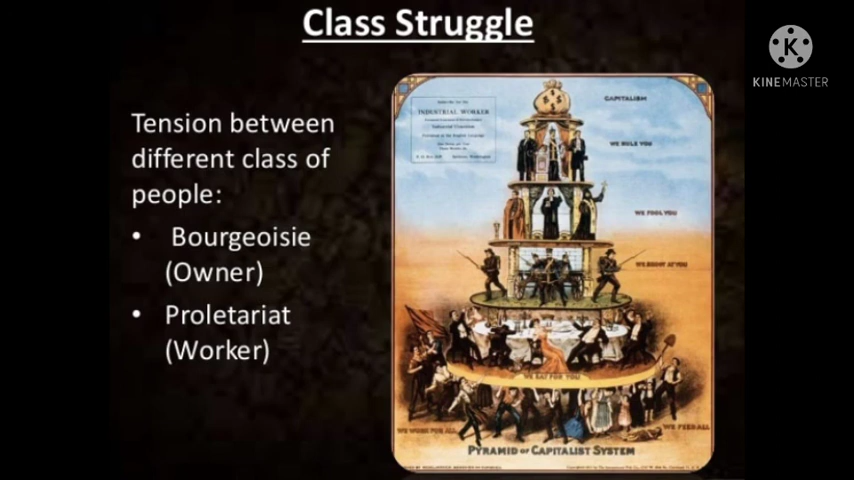 Class Struggle
K
KINEMASTER
Tension between
different class of
people:
• Bourgeoisie
(Owner)
• Proletariat
(Worker)
INDUSTRIAL WORKER
CAPITALISM
WE RULE YOU
WE FOOL YOU
WE SHOOT AT YOU
WE EAT FOR YOU
WE WORK FOR ALL
WE FEED ALL
PYRAMID OF CAPITALIST SYSTEM